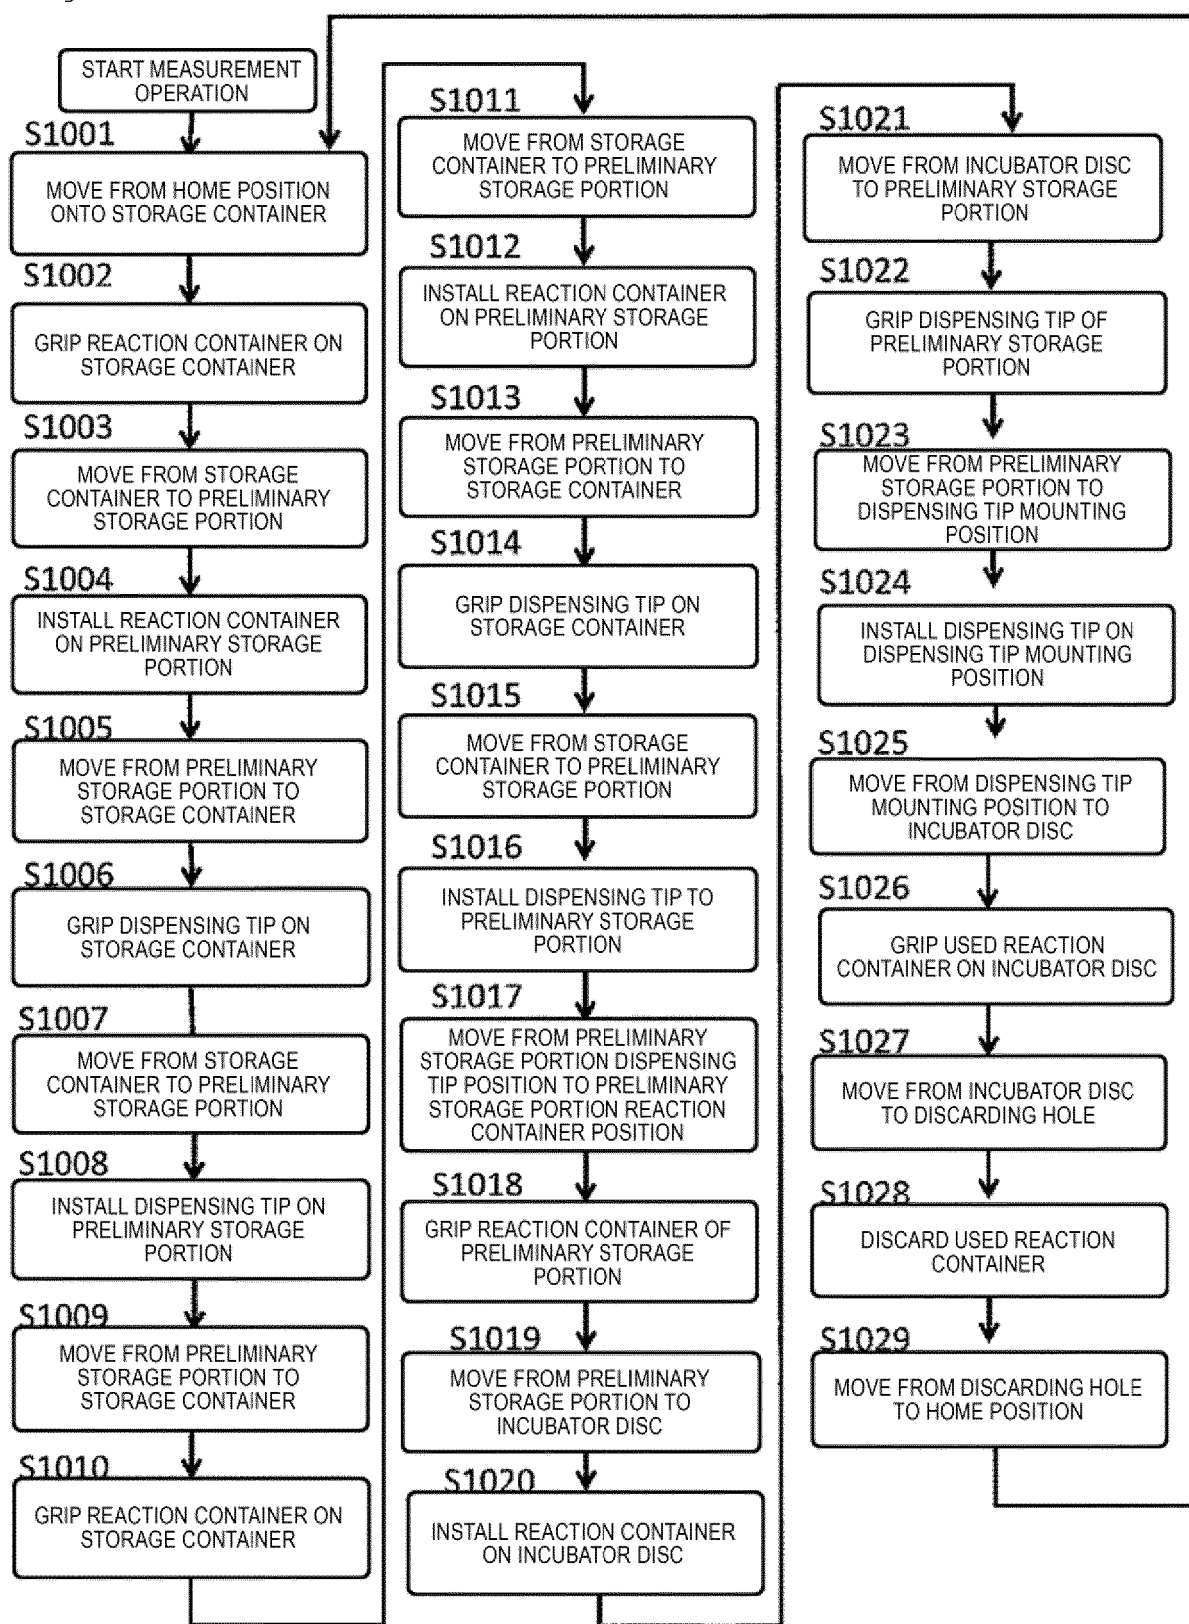 START MEASUREMENT
OPERATION
S1001
MOVE FROM HOME POSITION
ONTO STORAGE CONTAINER
S1002
GRIP REACTION CONTAINER ON
STORAGE CONTAINER
S1003
MOVE FROM STORAGE
CONTAINER TO PRELIMINARY
STORAGE PORTION
S1004
INSTALL REACTION CONTAINER
ON PRELIMINARY STORAGE
PORTION
S1005
MOVE FROM PRELIMINARY
STORAGE PORTION TO
STORAGE CONTAINER
S1006
GRIP DISPENSING TIP ON
STORAGE CONTAINER
S1007
MOVE FROM STORAGE
CONTAINER TO PRELIMINARY
STORAGE PORTION
S1008
INSTALL DISPENSING TIP ON
PRELIMINARY STORAGE
PORTION
S1009
MOVE FROM PRELIMINARY
STORAGE PORTION TO
STORAGE CONTAINER
S1010
GRIP REACTION CONTAINER ON
STORAGE CONTAINER
S1011
MOVE FROM STORAGE
CONTAINER TO PRELIMINARY
STORAGE PORTION
S1012
INSTALL REACTION CONTAINER
ON PRELIMINARY STORAGE
PORTION
S1013
MOVE FROM PRELIMINARY
STORAGE PORTION TO
STORAGE CONTAINER
S1014
GRIP DISPENSING TIP ON
STORAGE CONTAINER
S1015
MOVE FROM STORAGE
CONTAINER TO PRELIMINARY
STORAGE PORTION
S1016
INSTALL DISPENSING TIP TO
PRELIMINARY STORAGE
PORTION
S1017
MOVE FROM PRELIMINARY
STORAGE PORTION DISPENSING
TIP POSITION TO PRELIMINARY
STORAGE PORTION REACTION
CONTAINER POSITION
S1018
GRIP REACTION CONTAINER OF
PRELIMINARY STORAGE
PORTION
S1019
MOVE FROM PRELIMINARY
STORAGE PORTION TO
INCUBATOR DISC
S1020
INSTALL REACTION CONTAINER
ON INCUBATOR DISC
S1021
MOVE FROM INCUBATOR DISC
TO PRELIMINARY STORAGE
PORTION
S1022
GRIP DISPENSING TIP OF
PRELIMINARY STORAGE
PORTION
S1023
MOVE FROM PRELIMINARY
STORAGE PORTION TO
DISPENSING TIP MOUNTING
POSITION
S1024
INSTALL DISPENSING TIP ON
DISPENSING TIP MOUNTING
POSITION
S1025
MOVE FROM DISPENSING TIP
MOUNTING POSITION TO
INCUBATOR DISC
S1026
GRIP USED REACTION
CONTAINER ON INCUBATOR DISC
S1027
MOVE FROM INCUBATOR DISC
TO DISCARDING HOLE
S1028
DISCARD USED REACTION
CONTAINER
S1029
MOVE FROM DISCARDING HOLE
TO HOME POSITION